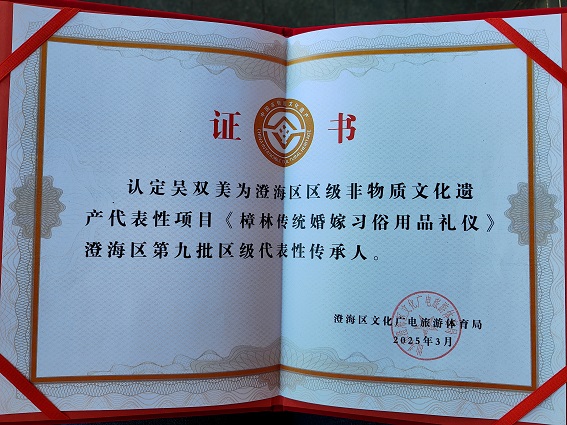 证书
认定吴双美为澄海区区级非物质文化遗
产代表性项目《樟林传统婚嫁习俗用品礼仪》
澄海区第九批区级代表性传承人。
澄海区文化广电旅游体育局
2025年3月